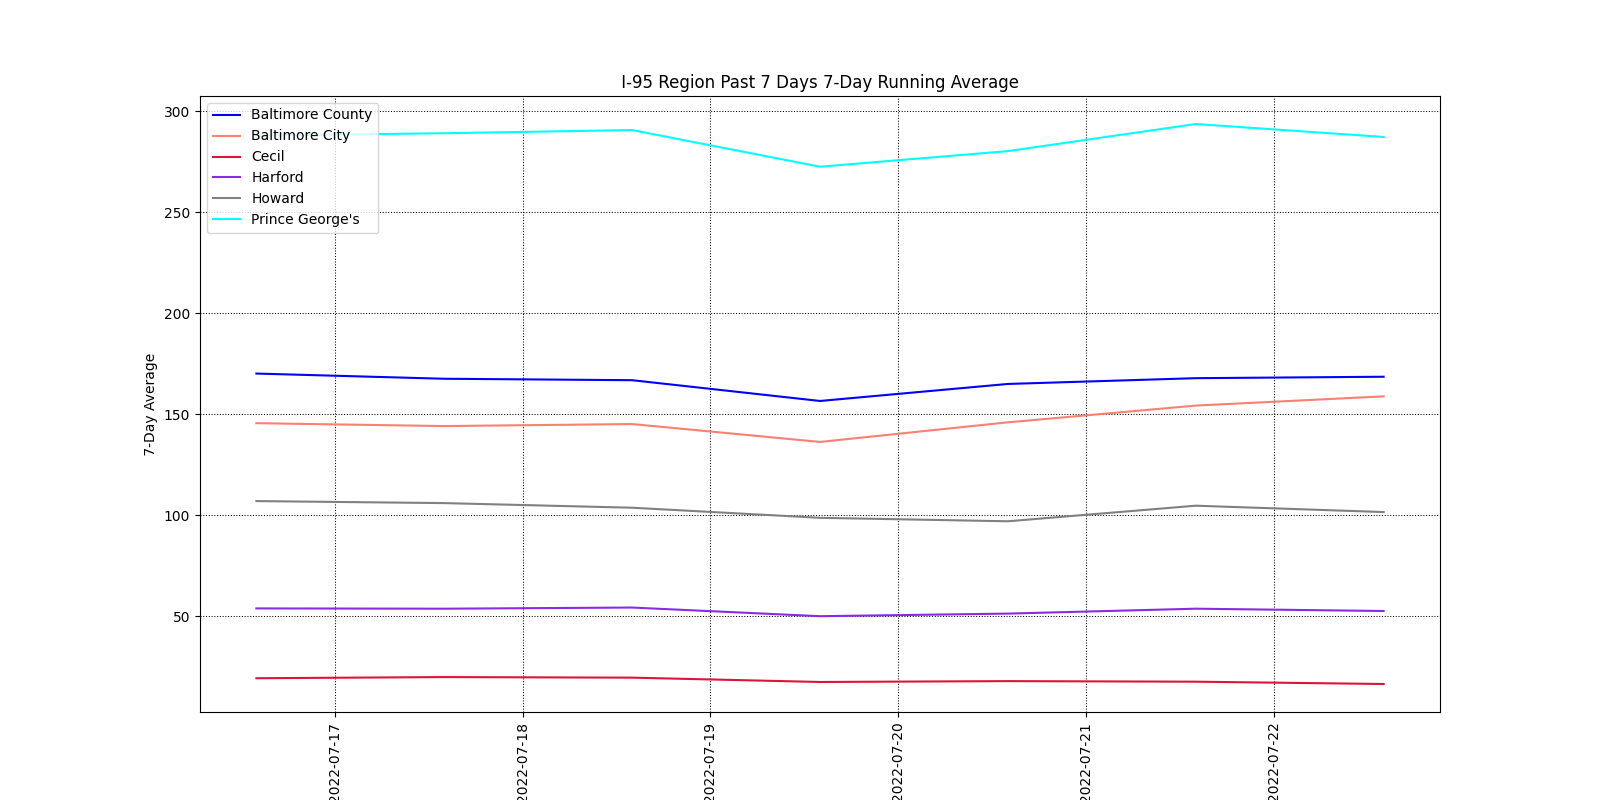 I-95 Region Past 7 Days 7-Day Running Average
Baltimore County
Baltimore City
Cecil
Harford
Howard
Prince George's
300
250
200
150
100
50
7-Day Average
2022-07-17
2022-07-18
2022-07-19
2022-07-20
2022-07-21
2022-07-22